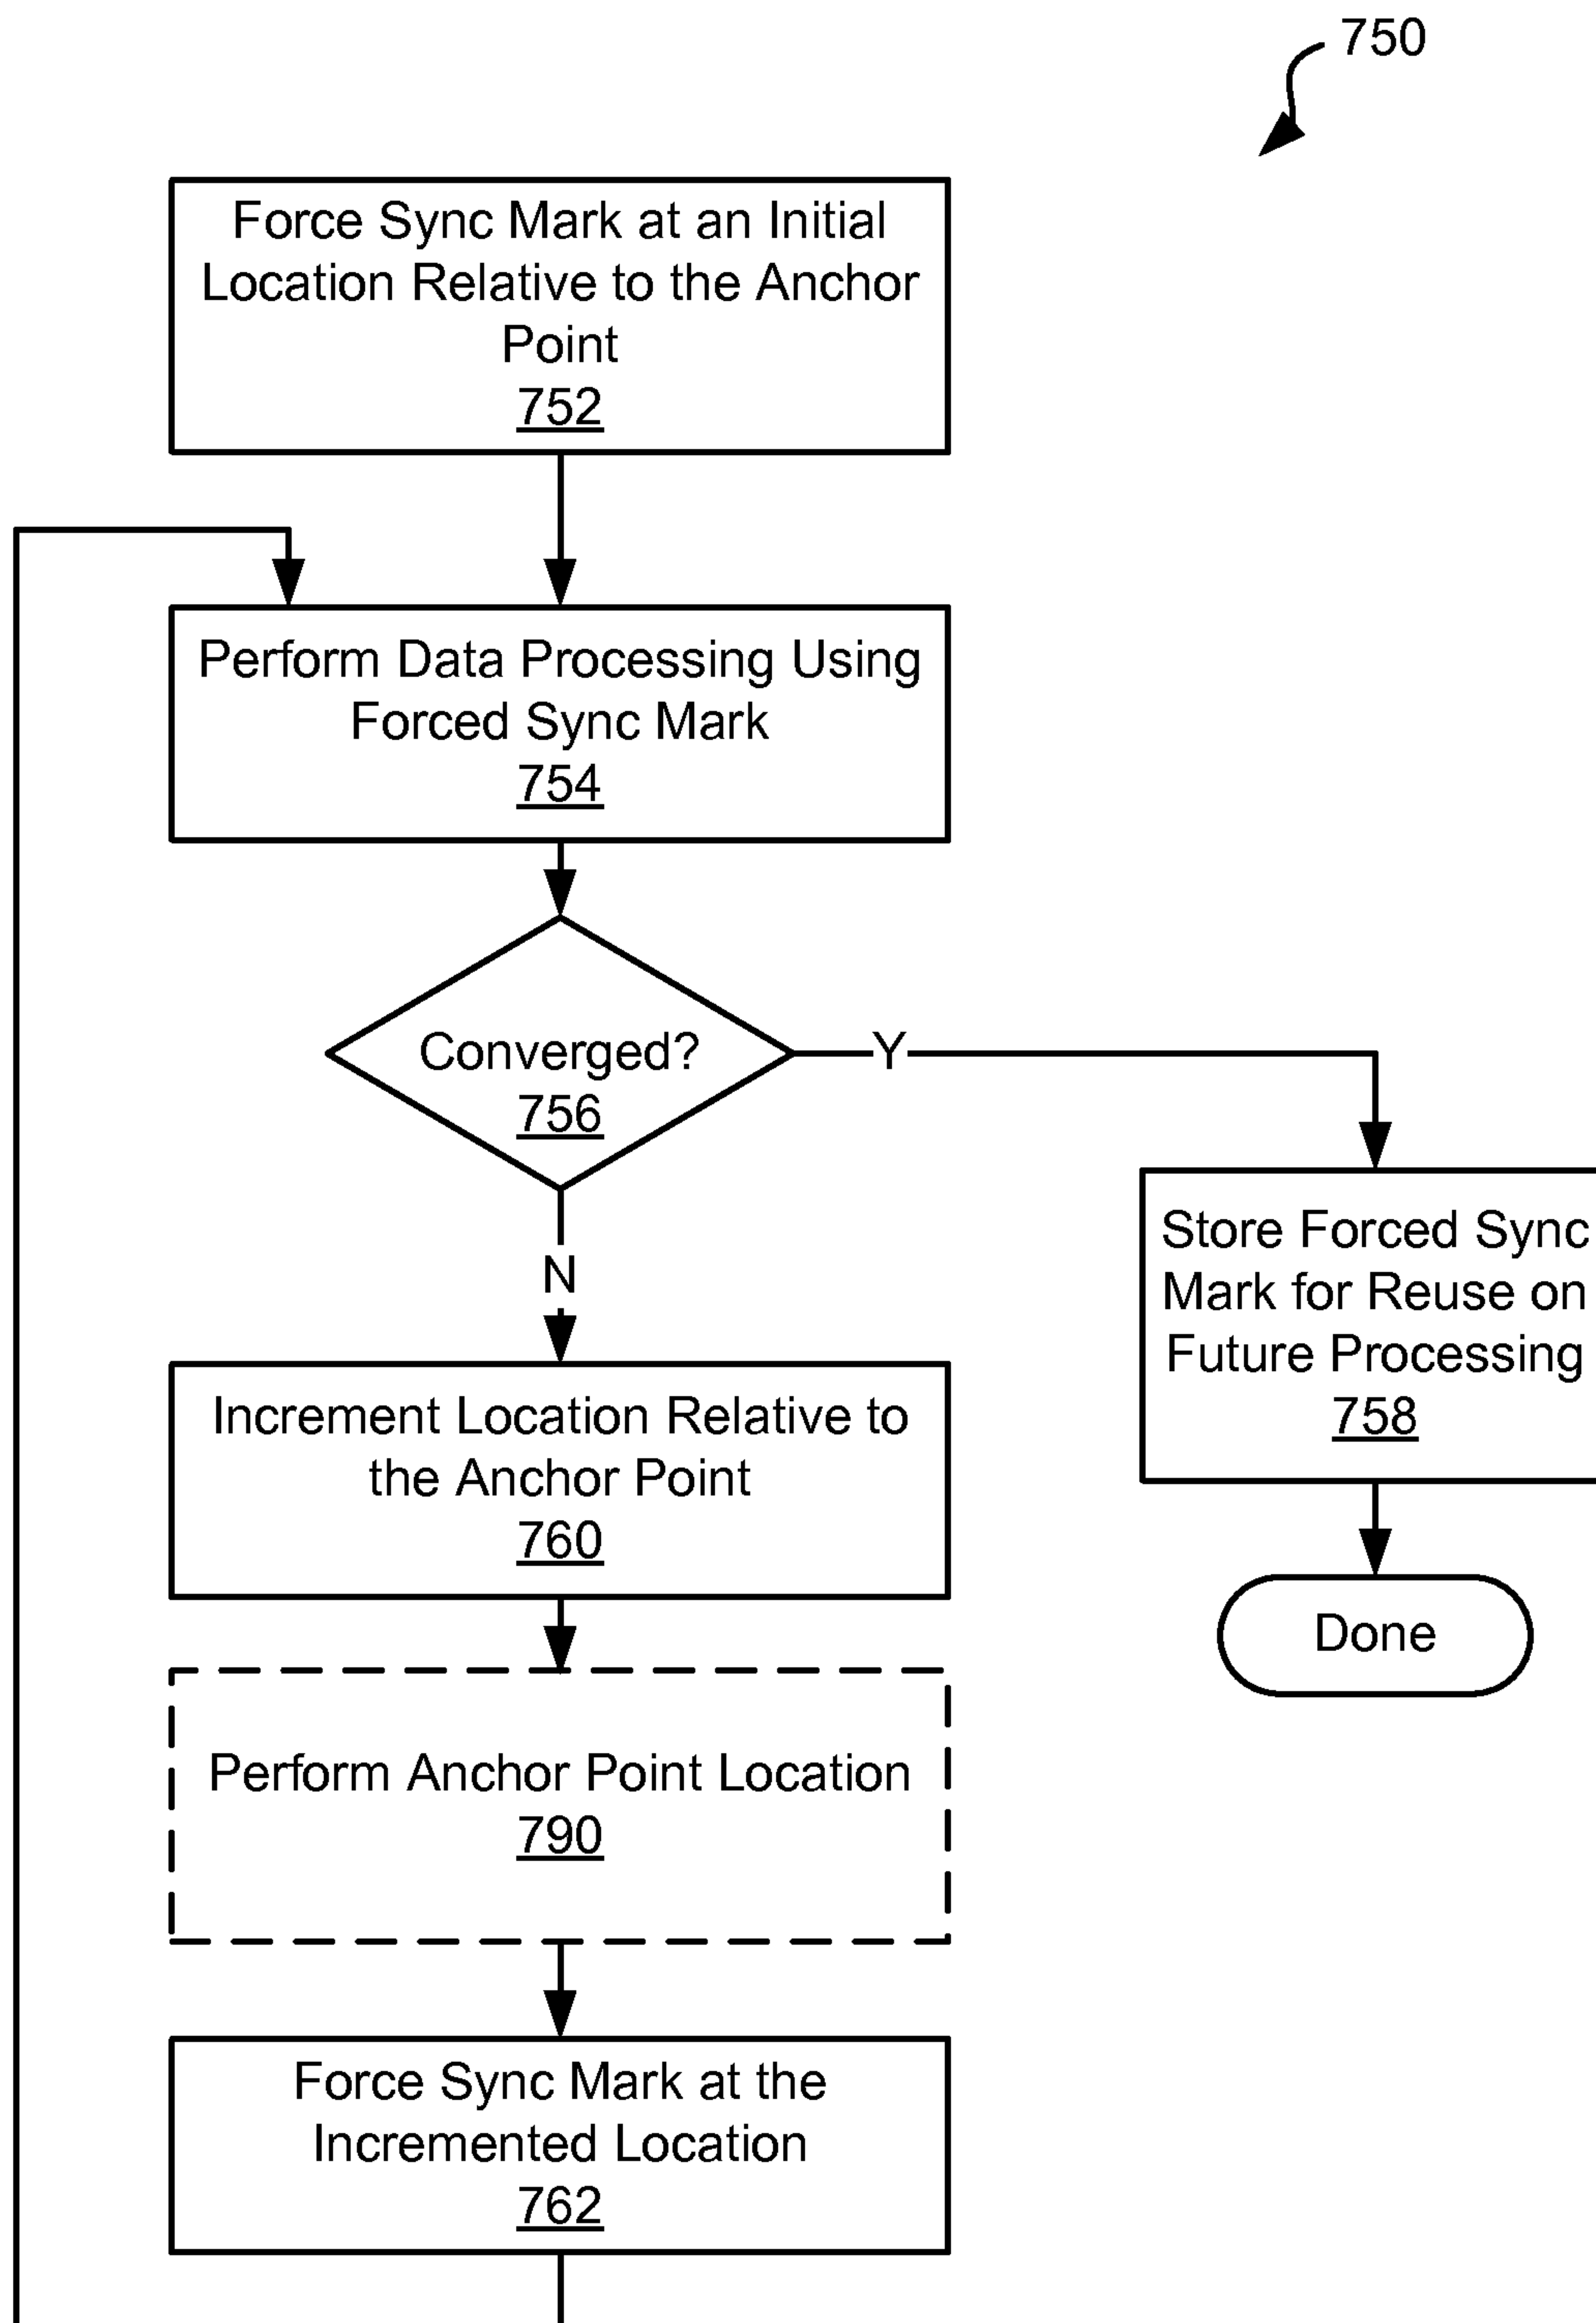 750
Force Sync Mark at an Initial
Location Relative to the Anchor
Point
752
Perform Data Processing Using
Forced Sync Mark
754
Converged?
756
Y
N
Store Forced Sync
Mark for Reuse on
Future Processing
758
Increment Location Relative to
the Anchor Point
760
Done
Perform Anchor Point Location
790
Force Sync Mark at the
Incremented Location
762